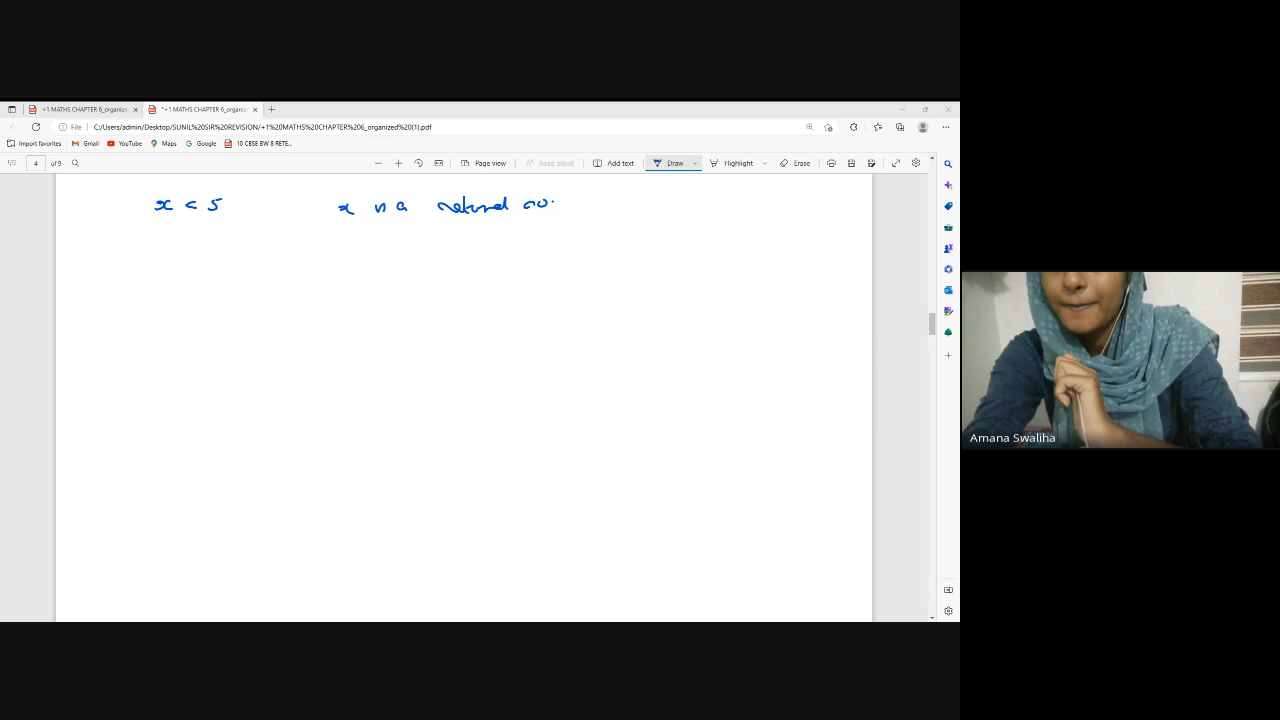 +1 MATHS CHAPTER 6_organize
*+1 MATHS CHAPTER 6_organiz
File C:/Users/admin/Desktop/SUNIL%20SIR%20REVISION/+1%20MATHS%20CHAPTER%206_organized%20(1).pdf
Import favorites Gmail YouTube Maps Google 10 CBSE BW 8 RETE...
4 of 9 Page view Read aloud Add text Draw Highlight Erase
x < 5 x is a natural no.
Amana Swaliha